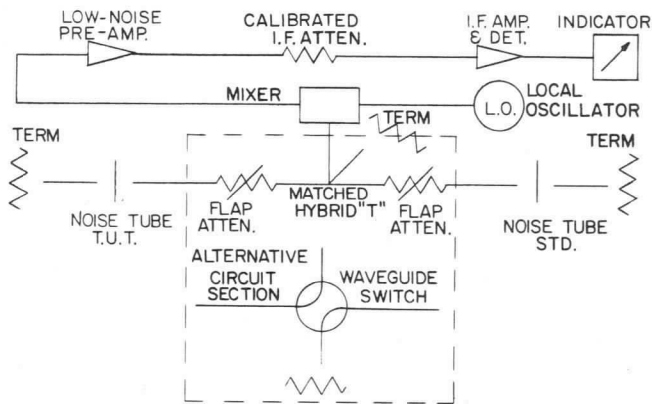 LOW-NOISE
PRE-AMP.
CALIBRATED
I.F. ATTEN.
I.F. AMP.
& DET.
INDICATOR
MIXER
L.O.
LOCAL
OSCILLATOR
TERM
TERM
TERM
FLAP
ATTEN.
MATCHED
HYBRID "T"
FLAP
ATTEN.
NOISE TUBE
T.U.T.
NOISE TUBE
STD.
ALTERNATIVE
CIRCUIT
SECTION
WAVEGUIDE
SWITCH